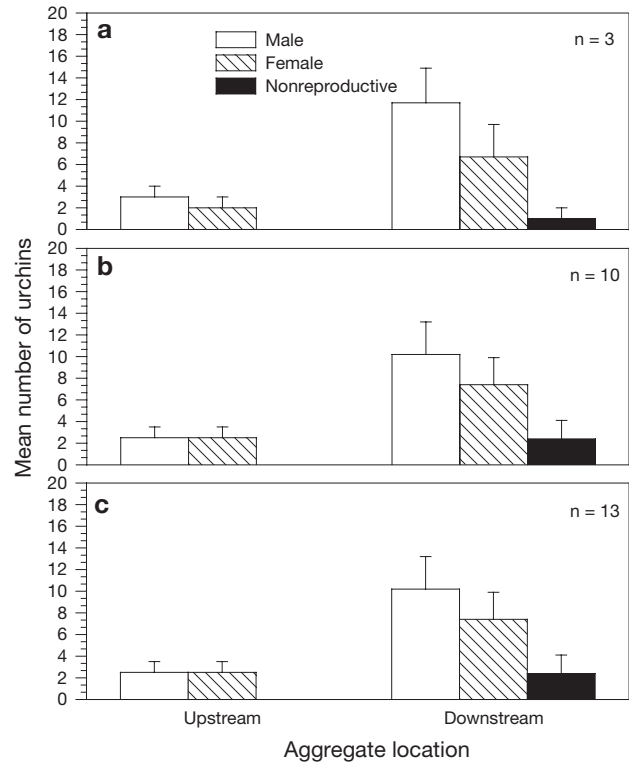 Mean number of urchins
a
n = 3
Male
Female
Nonreproductive
20
18
16
14
12
10
8
6
4
2
0
b
n = 10
20
18
16
14
12
10
8
6
4
2
0
c
n = 13
20
18
16
14
12
10
8
6
4
2
0
Upstream Downstream
Aggregate location